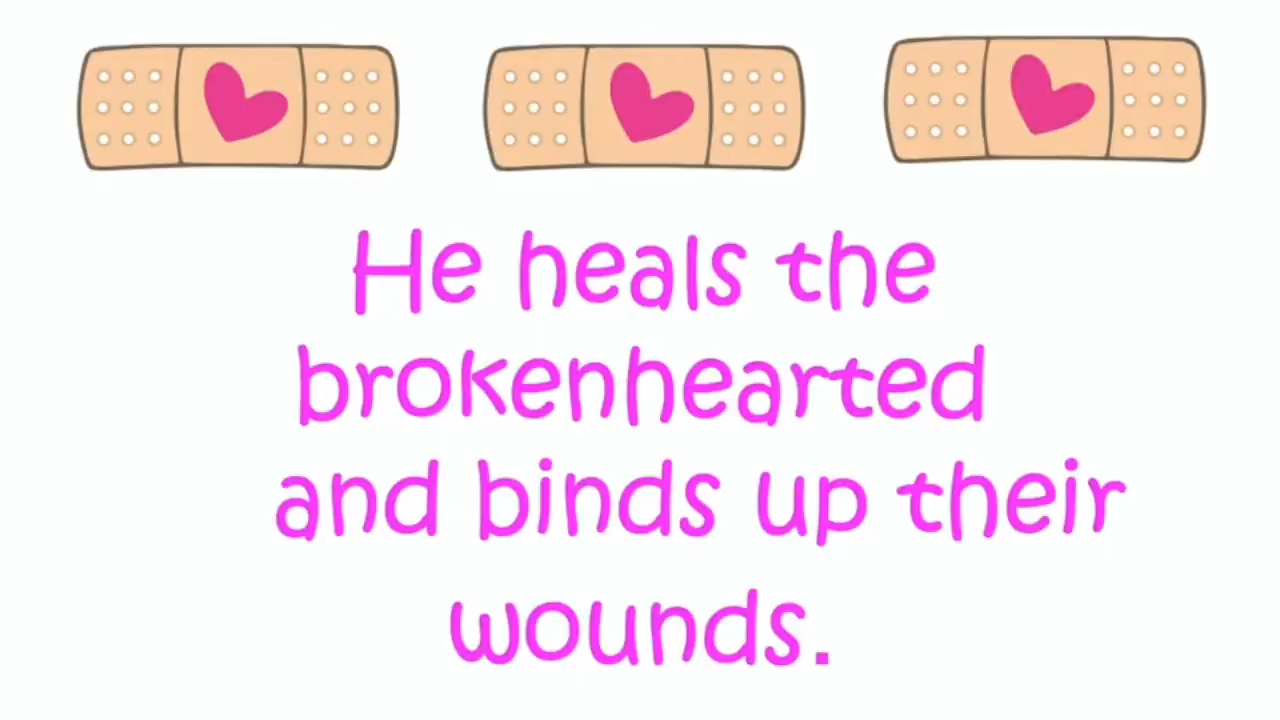 He heals the
brokenhearted
and binds up their
wounds.